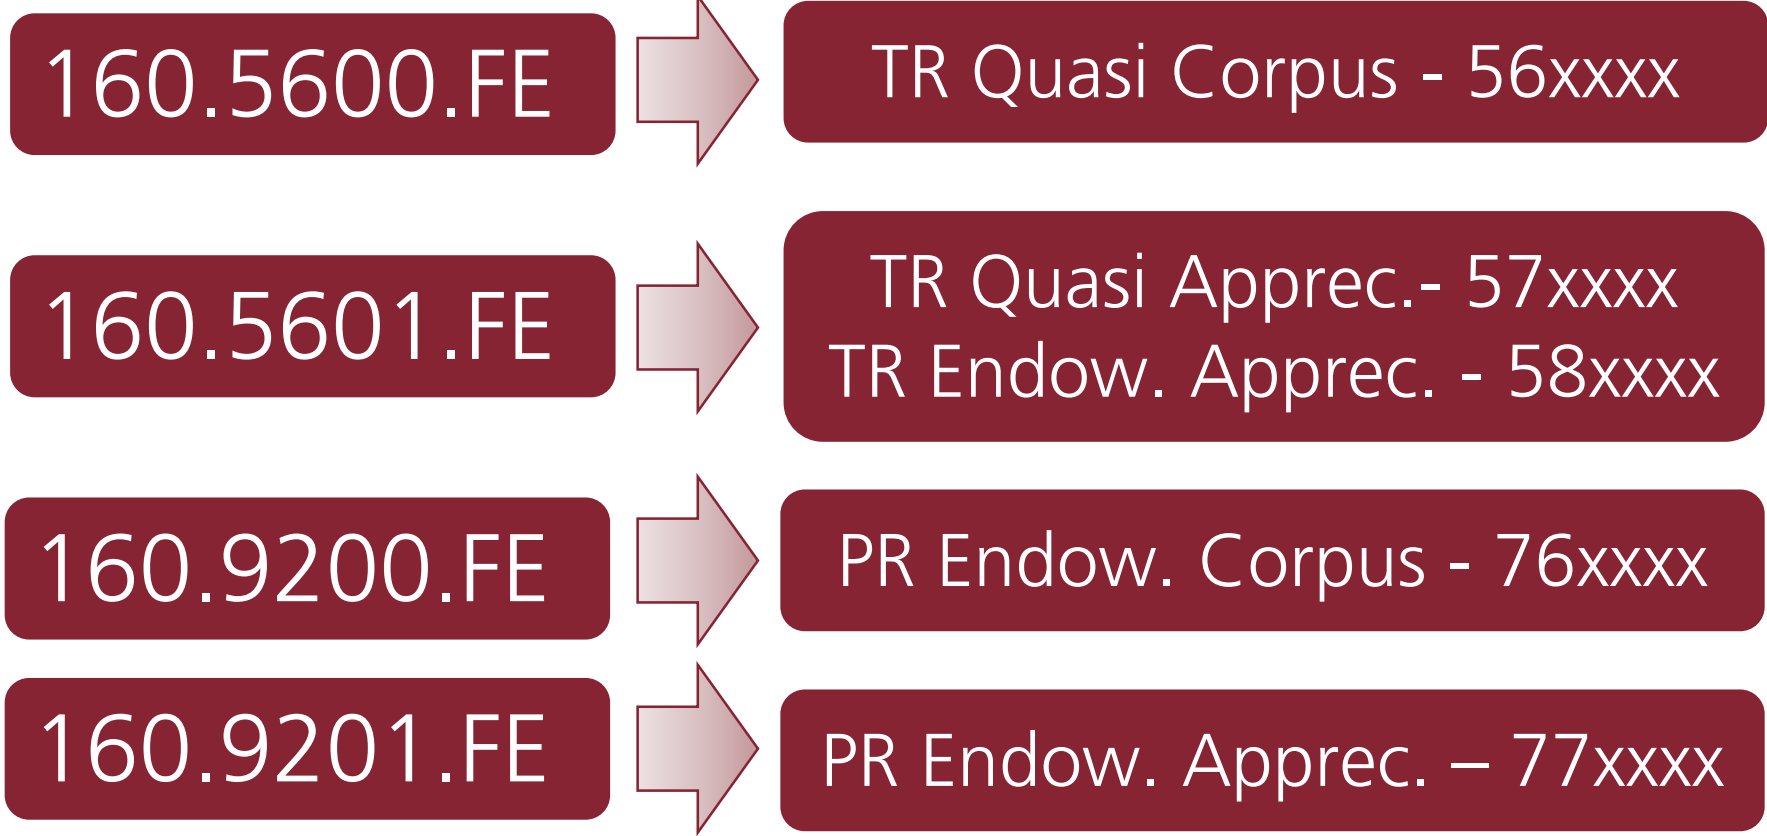 160.5600.FE
TR Quasi Corpus - 56xxxx
160.5601.FE
TR Quasi Apprec.- 57xxxx
TR Endow. Apprec. - 58xxxx
160.9200.FE
PR Endow. Corpus - 76xxxx
160.9201.FE
PR Endow. Apprec. – 77xxxx